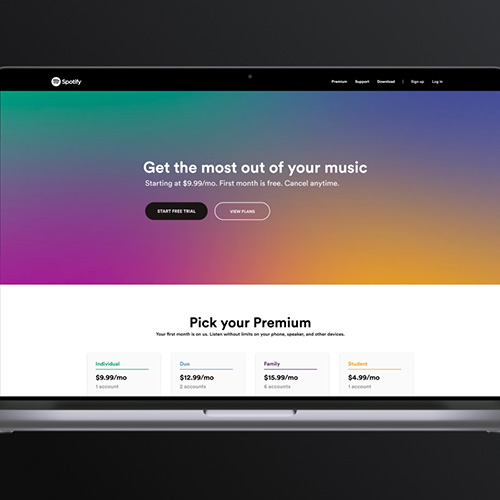 Spotify
Premium Support Download | Sign up Log In
Get the most out of your music
Starting at $9.99/mo. First month is free. Cancel anytime.
START FREE TRIAL VIEW PLANS
Pick your Premium
Your first month is on us. Listen without limits on your phone, speaker, and other devices.
Individual Duo Family Student
$9.99/mo $12.99/mo $15.99/mo $4.99/mo
1 account 2 accounts 6 accounts 1 account